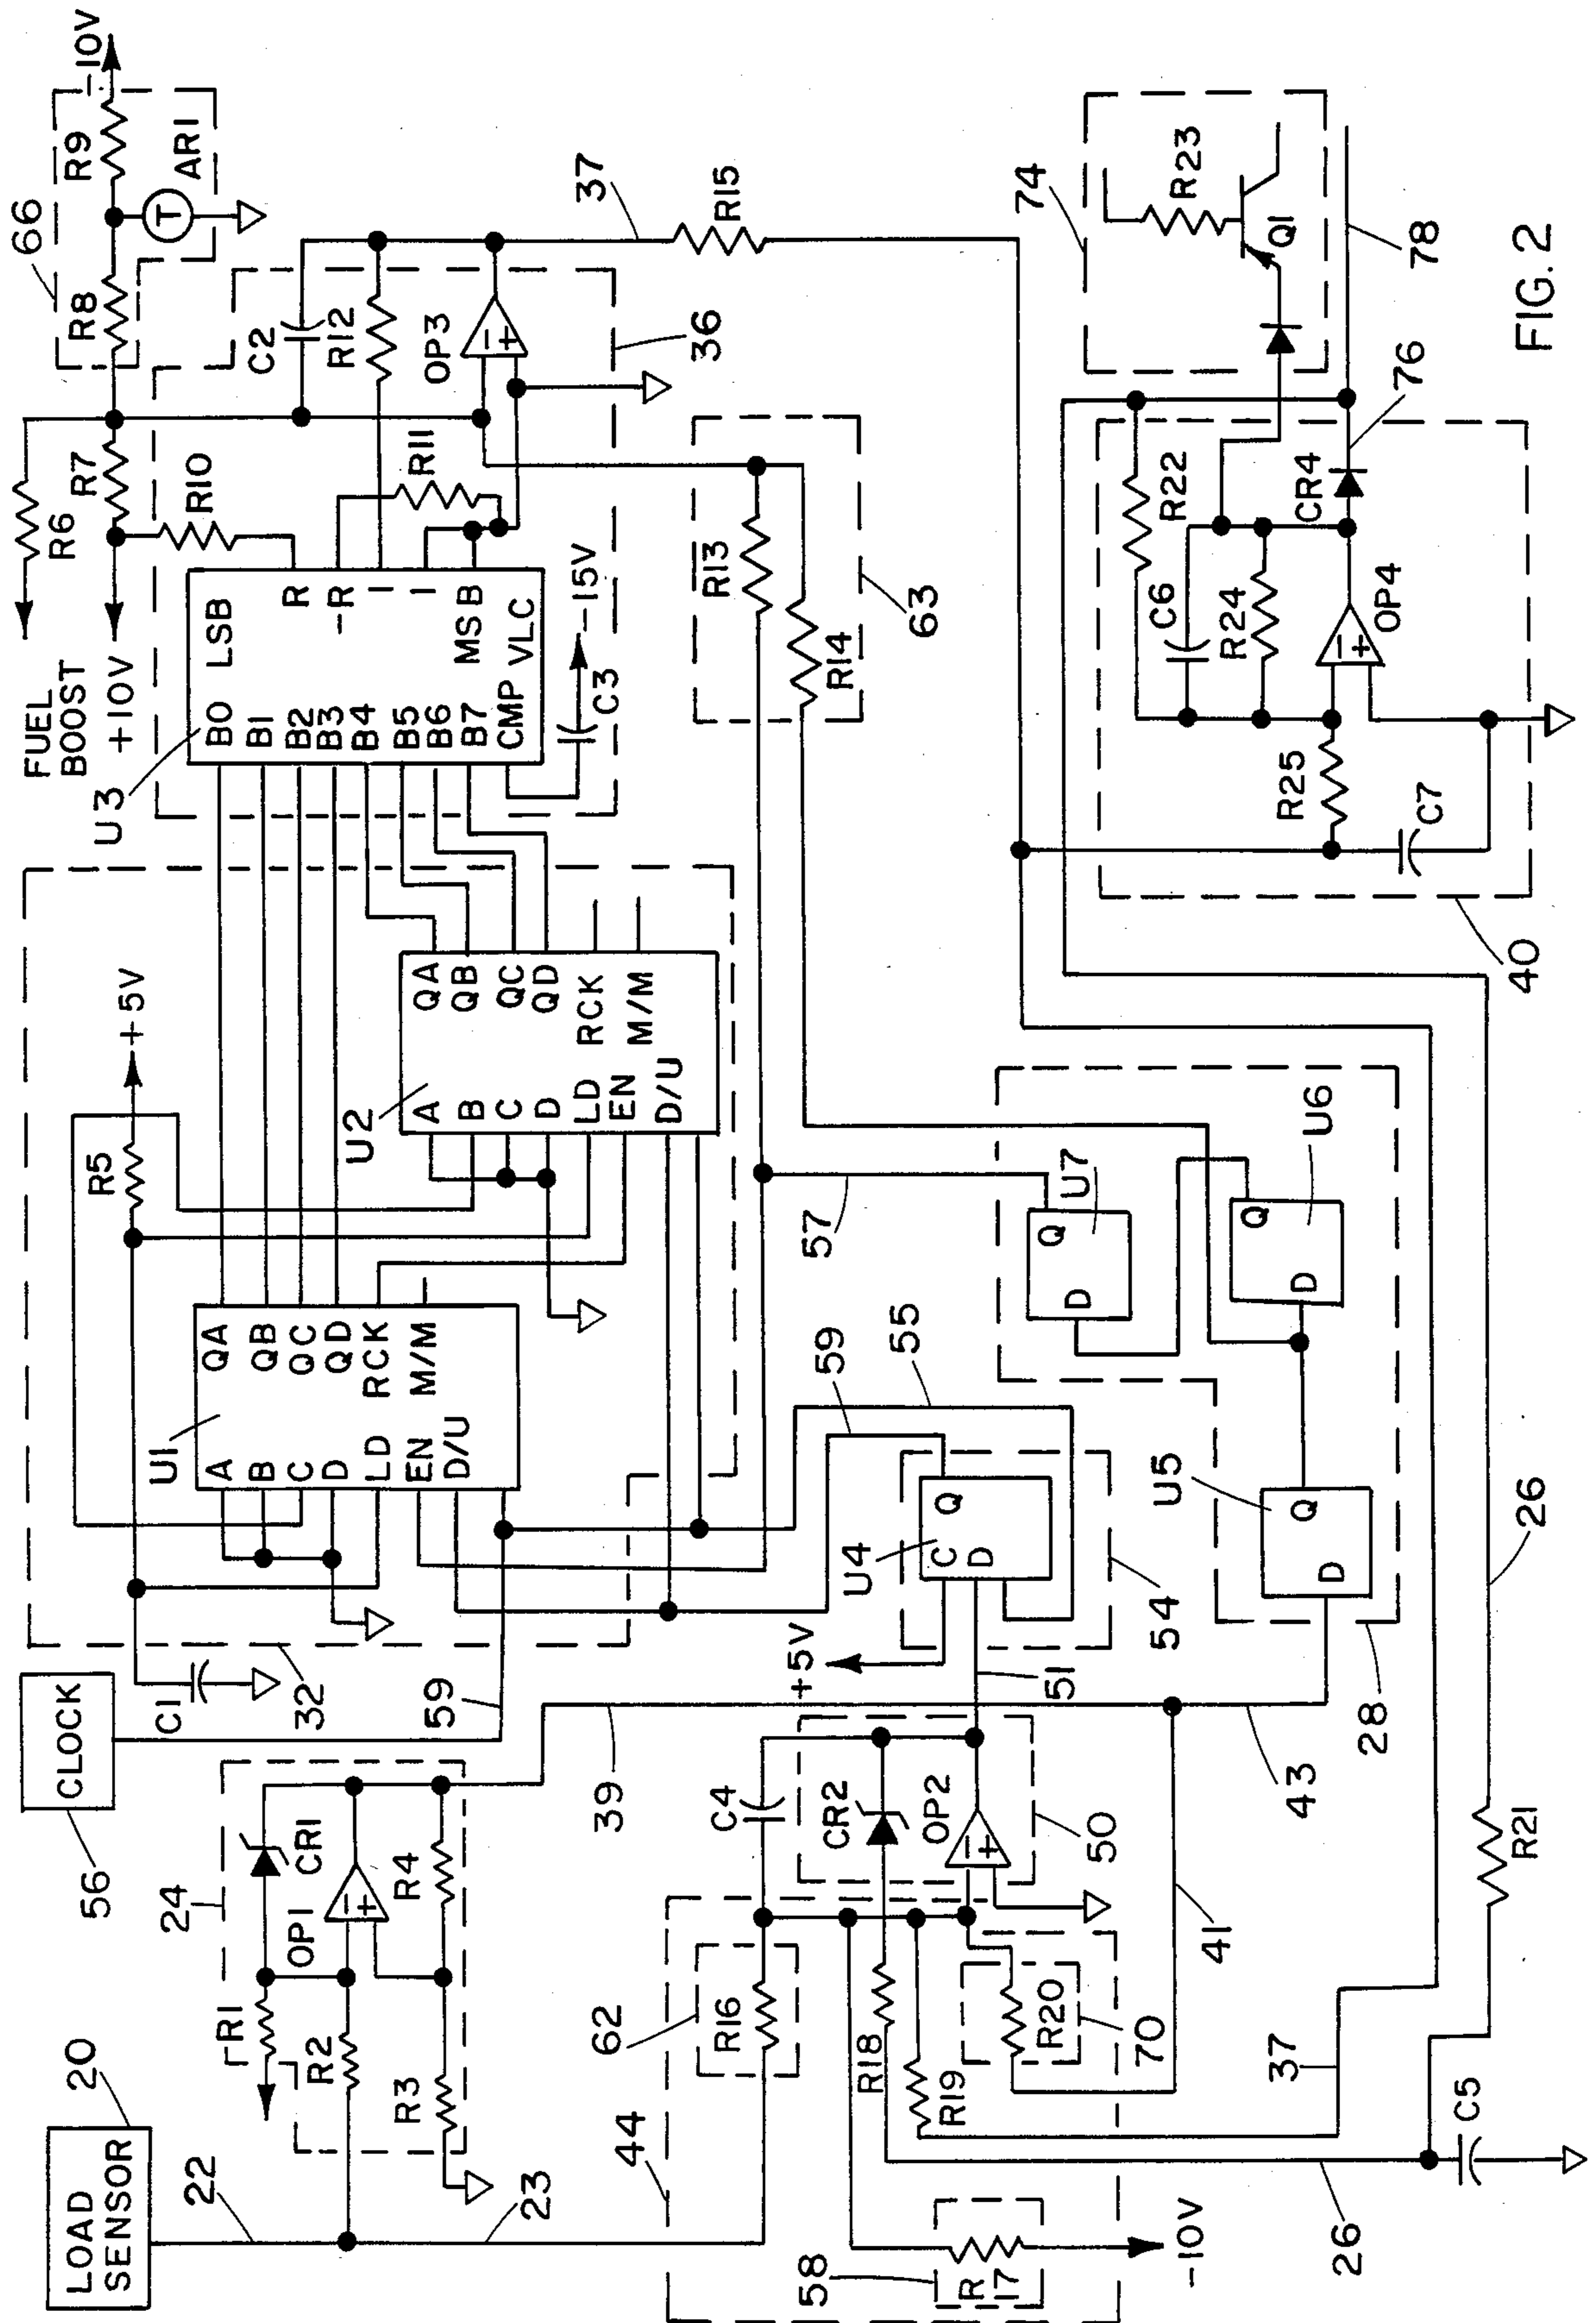 LOAD
SENSOR
20
22
23
CLOCK
56
59
24
R1
CR1
OP1
R2
R3
R4
39
C1
32
U1
A
B
C
D
LD
EN
D/U
QA
QB
QC
QD
RCK
M/M
R5
+5V
U2
A
B
C
D
LD
EN
D/U
QA
QB
QC
QD
RCK
M/M
FUEL
BOOST
+10V
U3
B0
B1
B2
B3
B4
B5
B6
B7
CMP
LSB
R
-R
I
I
MSB
VLC
-15V
C3
R6
R7
R10
R11
R12
C2
OP3
36
66
R8
R9
-10V
AR1
T
37
R15
R13
R14
63
44
62
R16
C4
CR2
OP2
50
51
R18
R19
R20
70
58
R17
-10V
41
43
+5V
U4
C
D
Q
54
59
55
57
U5
D
Q
U6
D
Q
U7
D
Q
28
26
37
C5
R21
26
40
R25
C7
R22
C6
R24
OP4
CR4
76
78
74
R23
Q1
FIG. 2